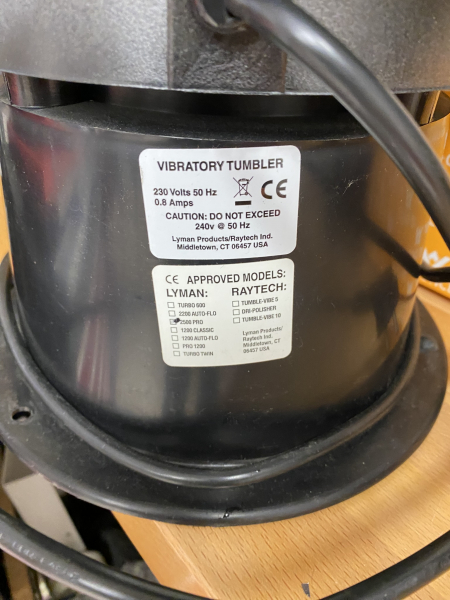 VIBRATORY TUMBLER
230 Volts 50 Hz
0.8 Amps
CE
CAUTION: DO NOT EXCEED
240v @ 50 Hz
Lyman Products/Raytech Ind.
Middletown, CT 06457 USA
CE APPROVED MODELS:
LYMAN:
TURBO 600
2200 AUTO-FLO
2500 PRO
1200 CLASSIC
1200 AUTO-FLO
PRO 1200
TURBO TWIN
RAYTECH:
TUMBLE-VIBE 5
DRI-POLISHER
TUMBLE-VIBE 10
Lyman Products/
Raytech Ind.
Middletown, CT
06457 USA